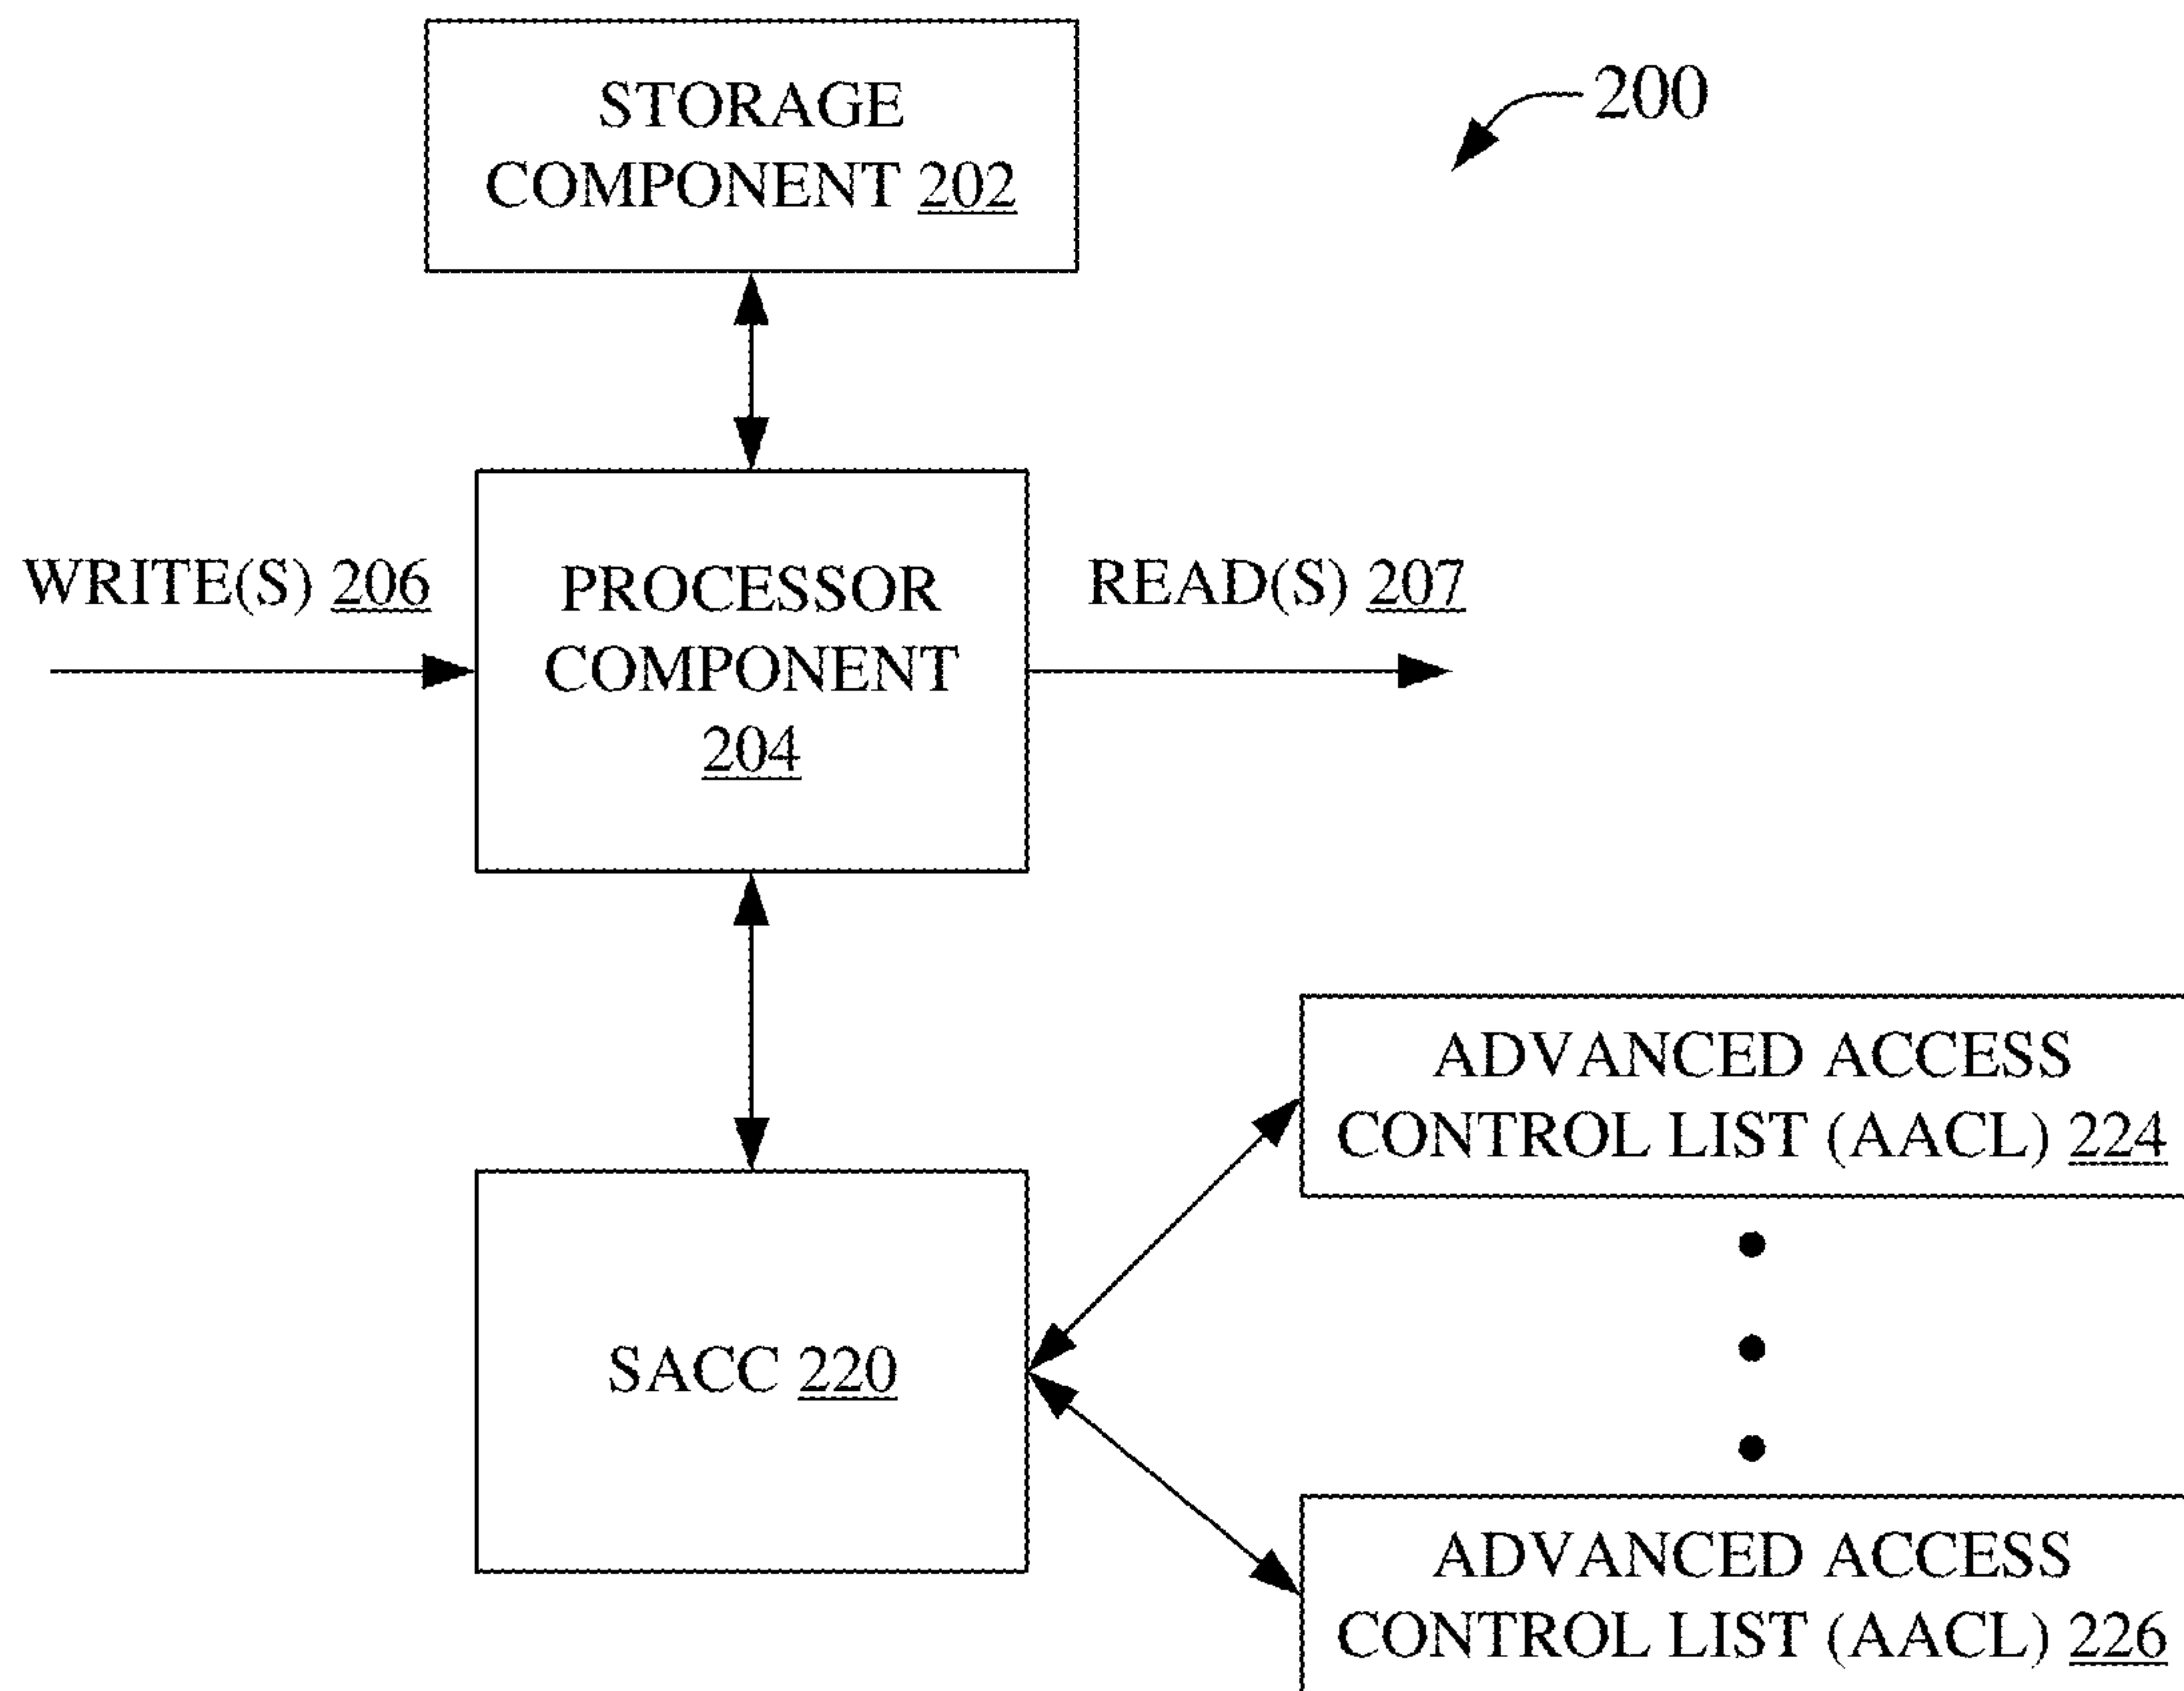 STORAGE
COMPONENT 202
200
WRITE(S) 206
PROCESSOR
COMPONENT
204
READ(S) 207
ADVANCED ACCESS
CONTROL LIST (AACL) 224
SACC 220
ADVANCED ACCESS
CONTROL LIST (AACL) 226